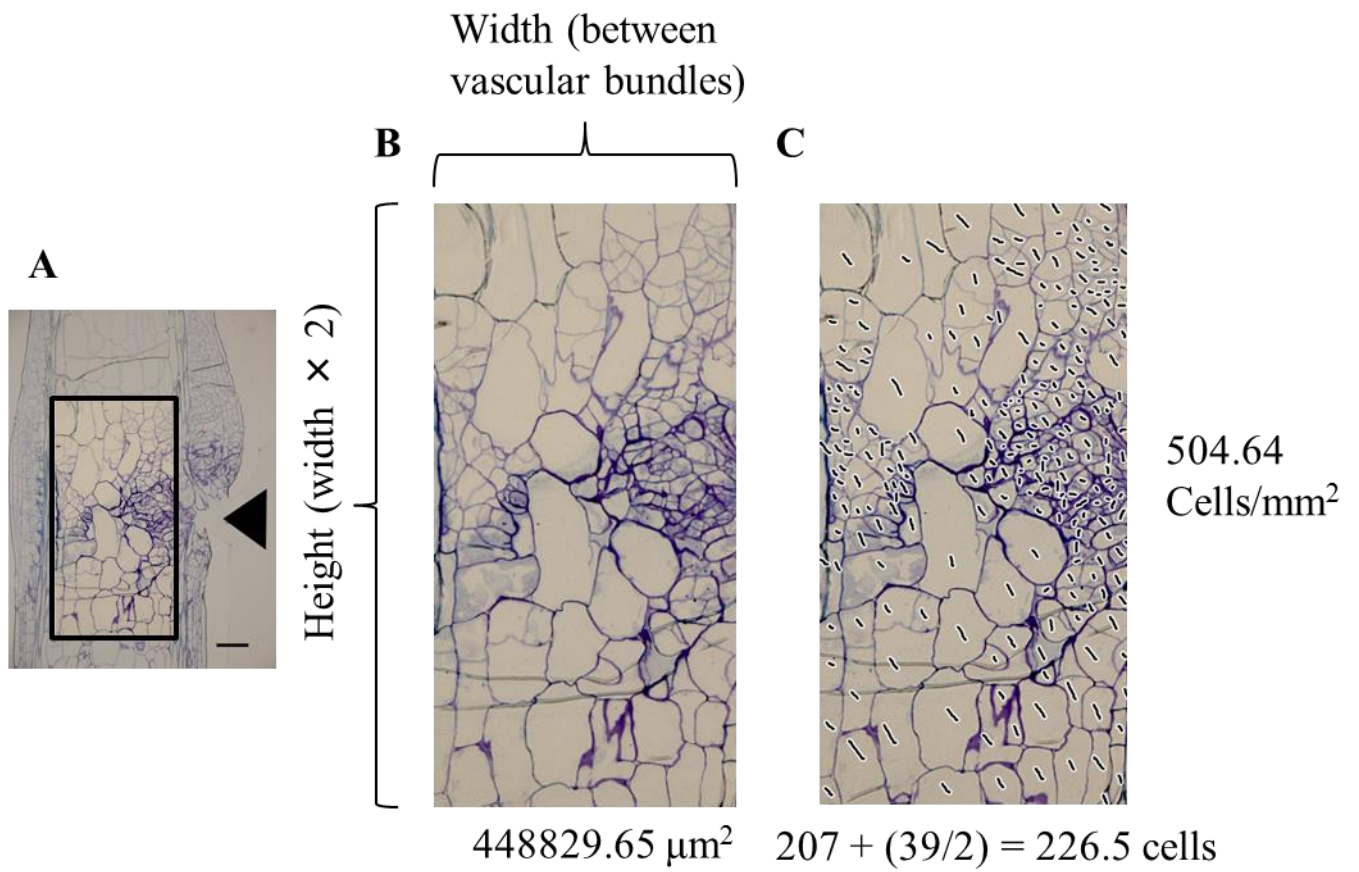 Width (between
vascular bundles)
B
C
A
Height (width × 2)
504.64
Cells/mm²
448829.65 μm²
207 + (39/2) = 226.5 cells